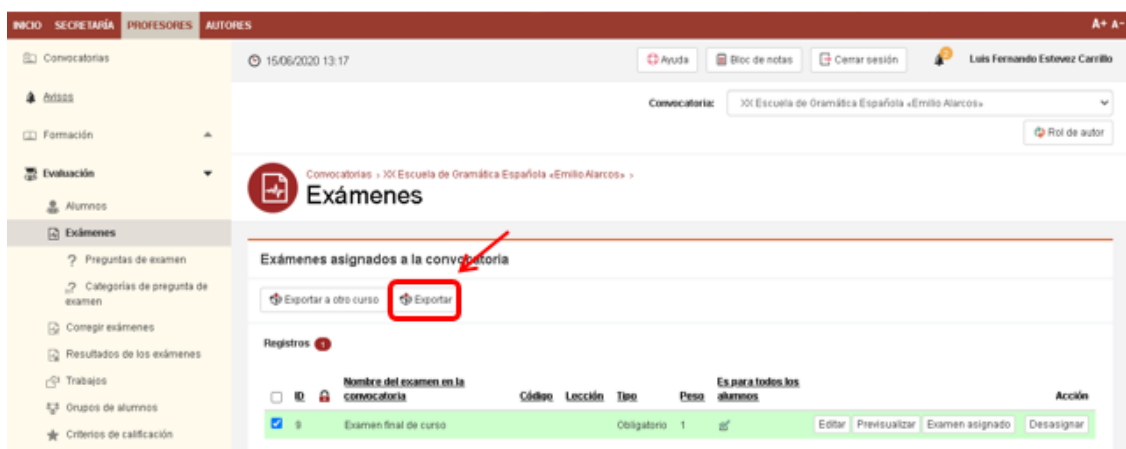 INICIO SECRETARÍA PROFESORES AUTORES A+ A-
Convocatorias
15/06/2020 13:17 Ayuda Bloc de notas Cerrar sesión 2 Luis Fernando Estevez Carrillo
Avisos
Convocatoria: XX Escuela de Gramática Española «Emilio Alarcos»
Formación
Rol de autor
Evaluación
Convocatorias › XX Escuela de Gramática Española «Emilio Alarcos» ›
Exámenes
Alumnos
Exámenes
Preguntas de examen
Categorías de pregunta de
examen
Corregir exámenes
Resultados de los exámenes
Trabajos
Grupos de alumnos
Criterios de calificación
Exámenes asignados a la convocatoria
Exportar a otro curso Exportar
Registros 1
ID Nombre del examen en la
convocatoria Código Lección Tipo Peso Es para todos los
alumnos Acción
9 Examen final de curso Obligatorio 1 Editar Previsualizar Examen asignado Desasignar